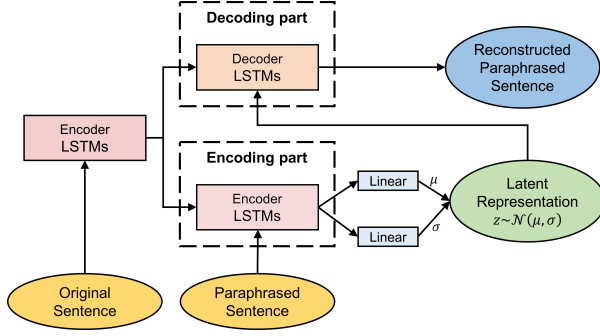 Decoding part
Decoder
LSTMs
Reconstructed
Paraphrased
Sentence
Encoder
LSTMs
Encoding part
Encoder
LSTMs
Linear
μ
Linear
σ
Latent
Representation
z~𝒩(μ, σ)
Original
Sentence
Paraphrased
Sentence